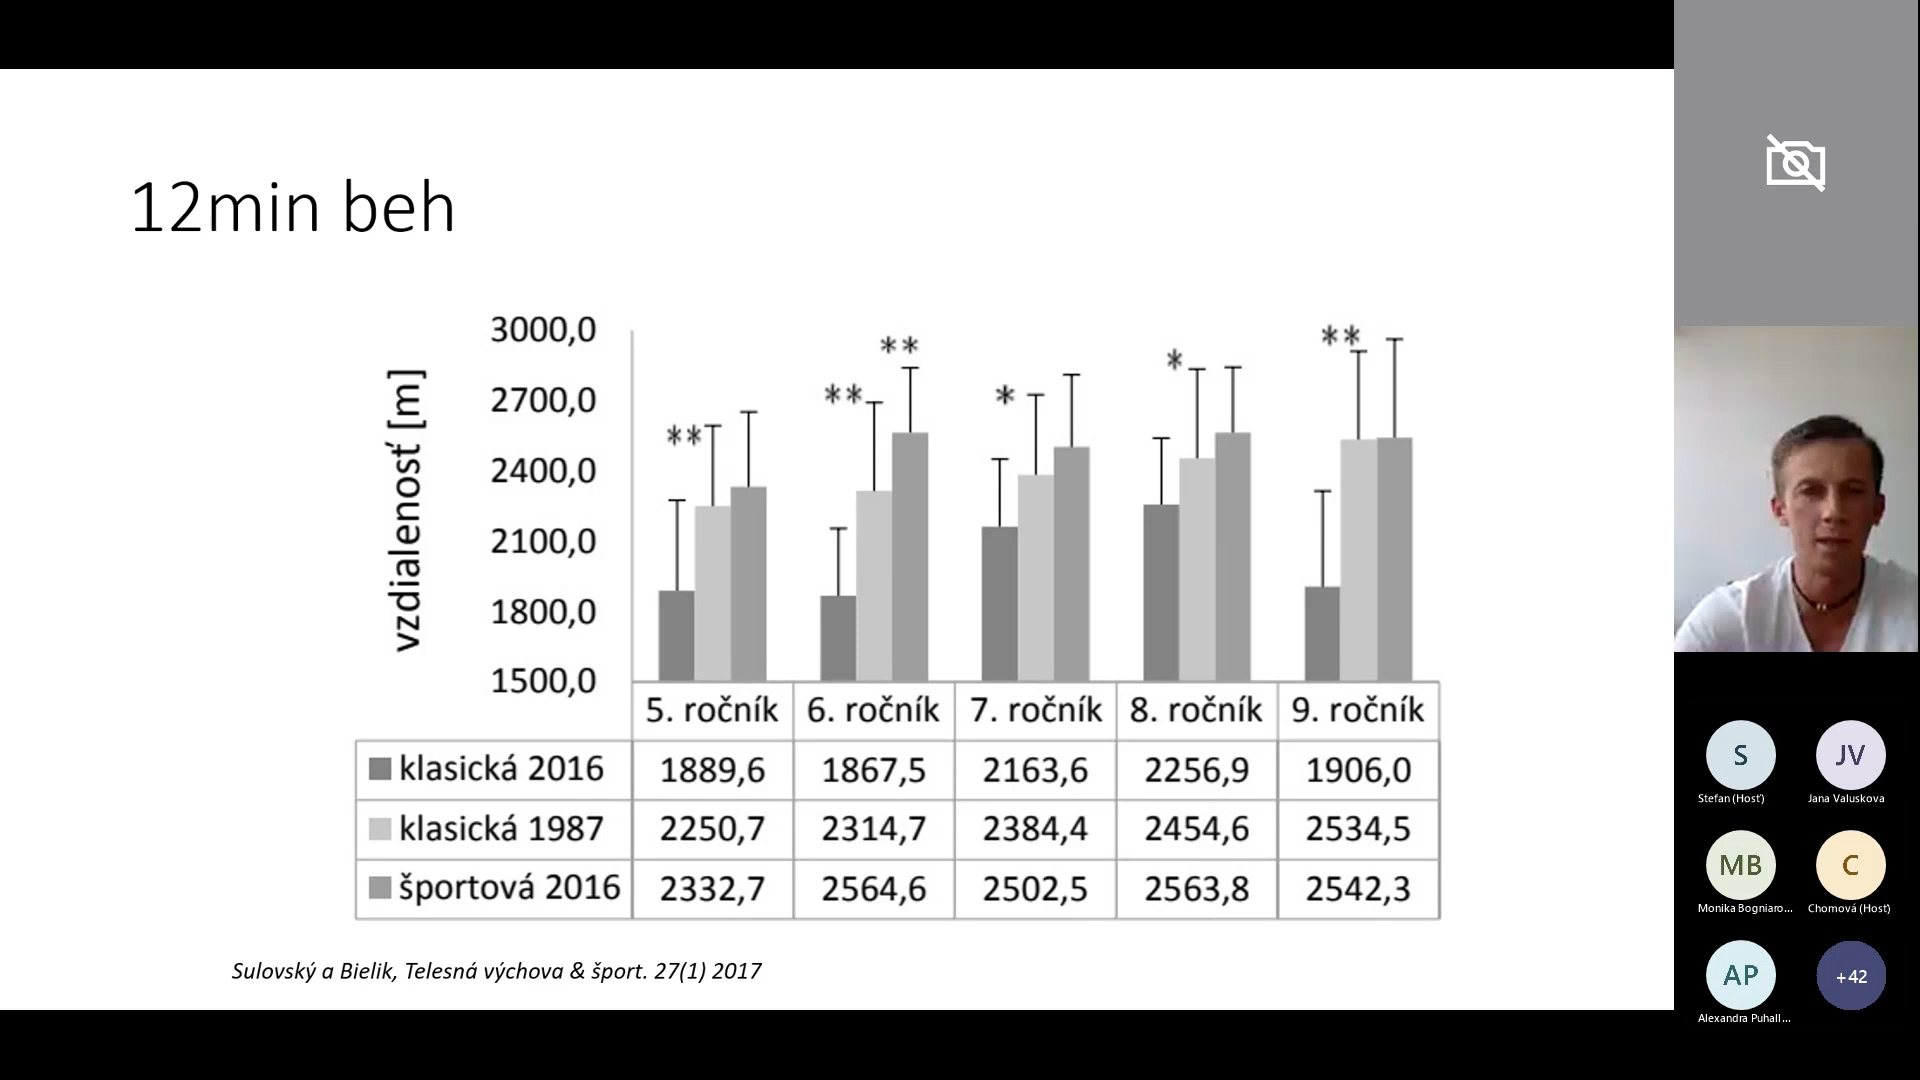 12min beh
vzdialenosť [m]
3000,0
2700,0
2400,0
2100,0
1800,0
1500,0
**
**
**
*
*
**
5. ročník 6. ročník 7. ročník 8. ročník 9. ročník
klasická 2016 1889,6 1867,5 2163,6 2256,9 1906,0
klasická 1987 2250,7 2314,7 2384,4 2454,6 2534,5
športová 2016 2332,7 2564,6 2502,5 2563,8 2542,3
Sulovský a Bielik, Telesná výchova & šport. 27(1) 2017
S JV
Stefan (Hosť) Jana Valuskova
MB C
Monika Bogniaro... Chomová (Hosť)
AP +42
Alexandra Puhall...